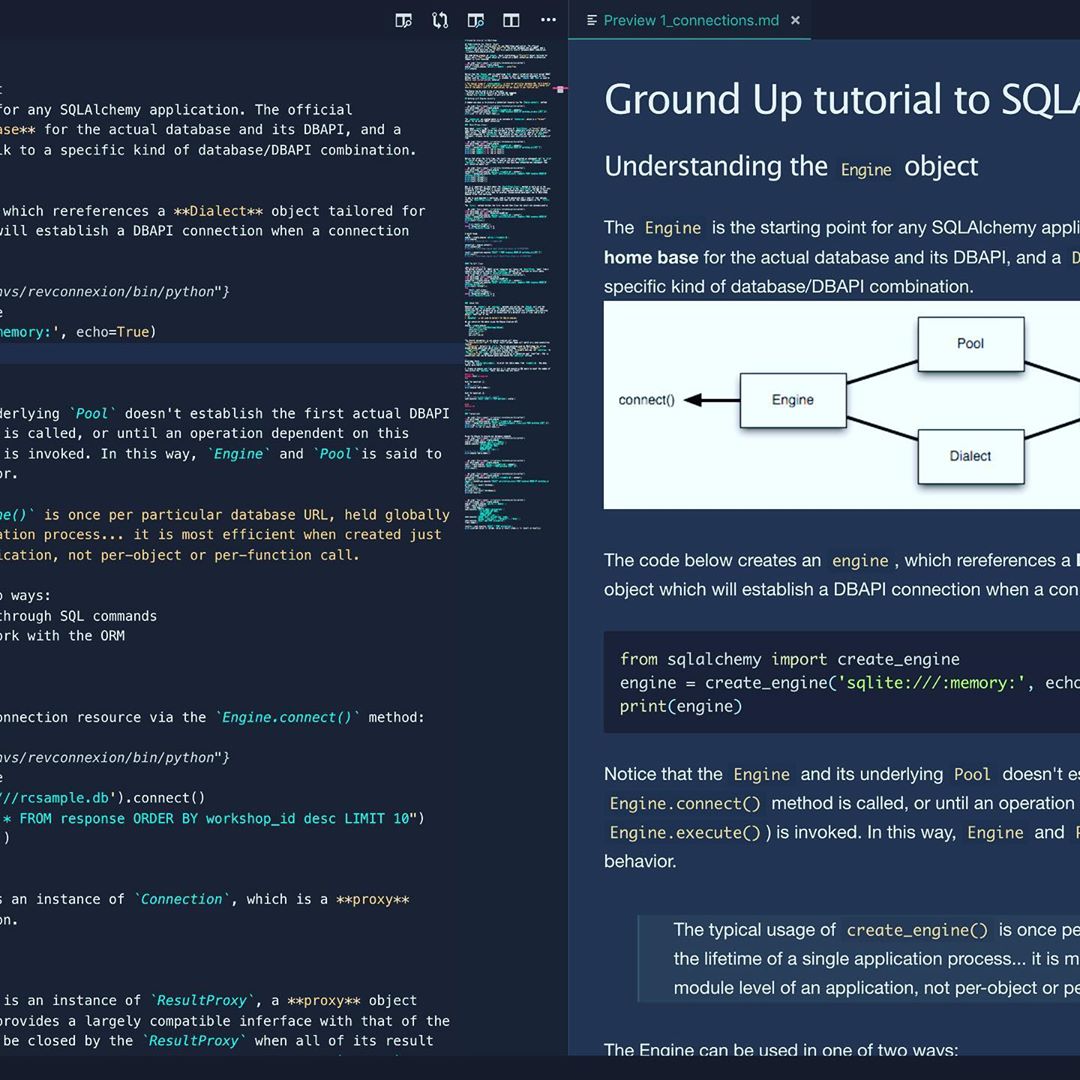 t
for any SQLAlchemy application. The official
ase** for the actual database and its DBAPI, and a
lk to a specific kind of database/DBAPI combination.
which rereferences a **Dialect** object tailored for
will establish a DBAPI connection when a connection
nvs/revconnexion/bin/python"}
e
memory:', echo=True)
derlying `Pool` doesn't establish the first actual DBAPI
is called, or until an operation dependent on this
is invoked. In this way, `Engine` and `Pool`is said to
or.
ne()` is once per particular database URL, held globally
ation process... it is most efficient when created just
ication, not per-object or per-function call.
o ways:
through SQL commands
ork with the ORM
onnection resource via the `Engine.connect()` method:
nvs/revconnexion/bin/python"}
e
///rcsample.db').connect()
* FROM response ORDER BY workshop_id desc LIMIT 10")
)
s an instance of `Connection`, which is a **proxy**
on.
is an instance of `ResultProxy`, a **proxy** object
provides a largely compatible inferface with that of the
be closed by the `ResultProxy` when all of its result
Preview 1_connections.md ×
Ground Up tutorial to SQLA
Understanding the Engine object
The Engine is the starting point for any SQLAlchemy appli
home base for the actual database and its DBAPI, and a D
specific kind of database/DBAPI combination.
Pool
connect() Engine
Dialect
The code below creates an engine , which rereferences a
object which will establish a DBAPI connection when a con
from sqlalchemy import create_engine
engine = create_engine('sqlite:///:memory:', echo
print(engine)
Notice that the Engine and its underlying Pool doesn't es
Engine.connect() method is called, or until an operation
Engine.execute() ) is invoked. In this way, Engine and P
behavior.
The typical usage of create_engine() is once pe
the lifetime of a single application process... it is m
module level of an application, not per-object or pe
The Engine can be used in one of two ways: